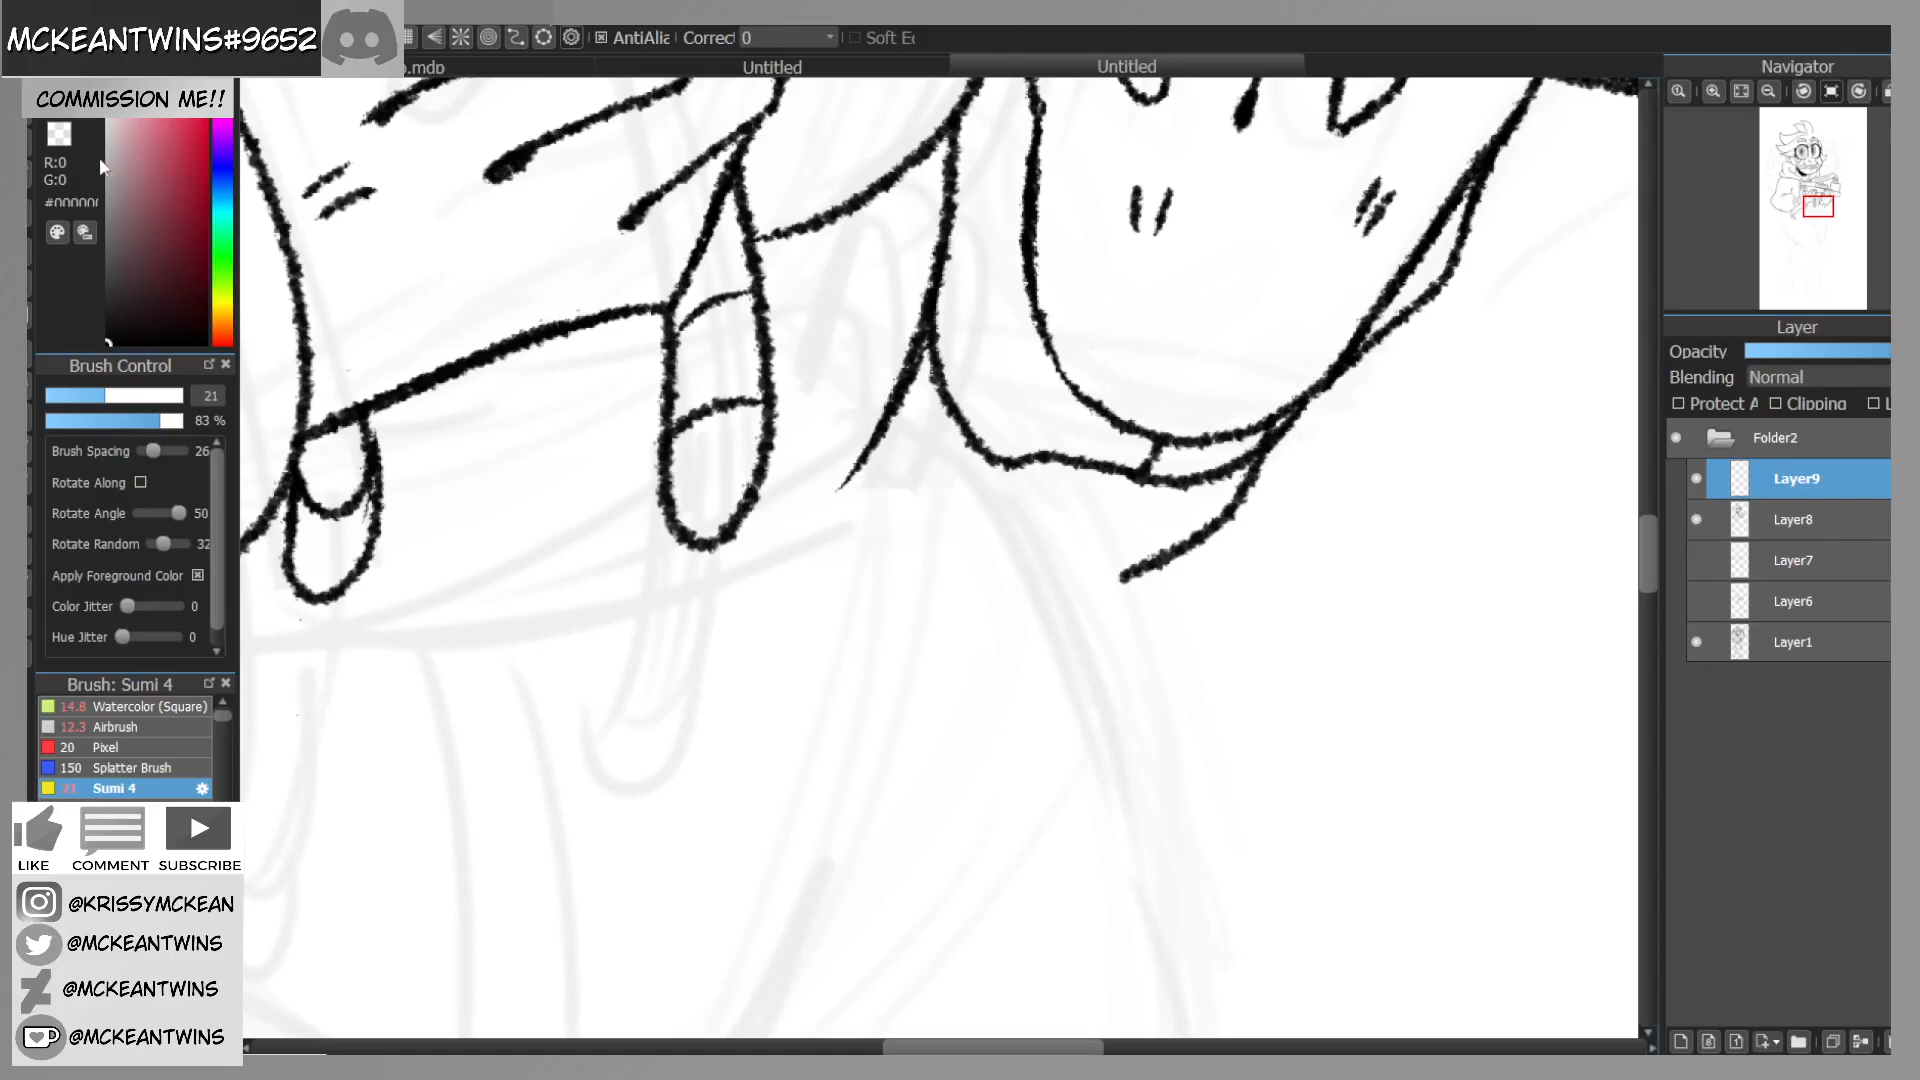 MCKEANTWINS#9652
COMMISSION ME!!
AntiAlia
Correct
0
Soft E
.mdp
Untitled
Untitled
R:0
G:0
#000000
Brush Control
21
83 %
Brush Spacing 26
Rotate Along
Rotate Angle 50
Rotate Random 32
Apply Foreground Color
Color Jitter 0
Hue Jitter 0
Brush: Sumi 4
14.8 Watercolor (Square)
12.3 Airbrush
20 Pixel
150 Splatter Brush
21 Sumi 4
LIKE COMMENT SUBSCRIBE
@KRISSYMCKEAN
@MCKEANTWINS
@MCKEANTWINS
@MCKEANTWINS
Navigator
Layer
Opacity
Blending Normal
Protect A Clipping L
Folder2
Layer9
Layer8
Layer7
Layer6
Layer1